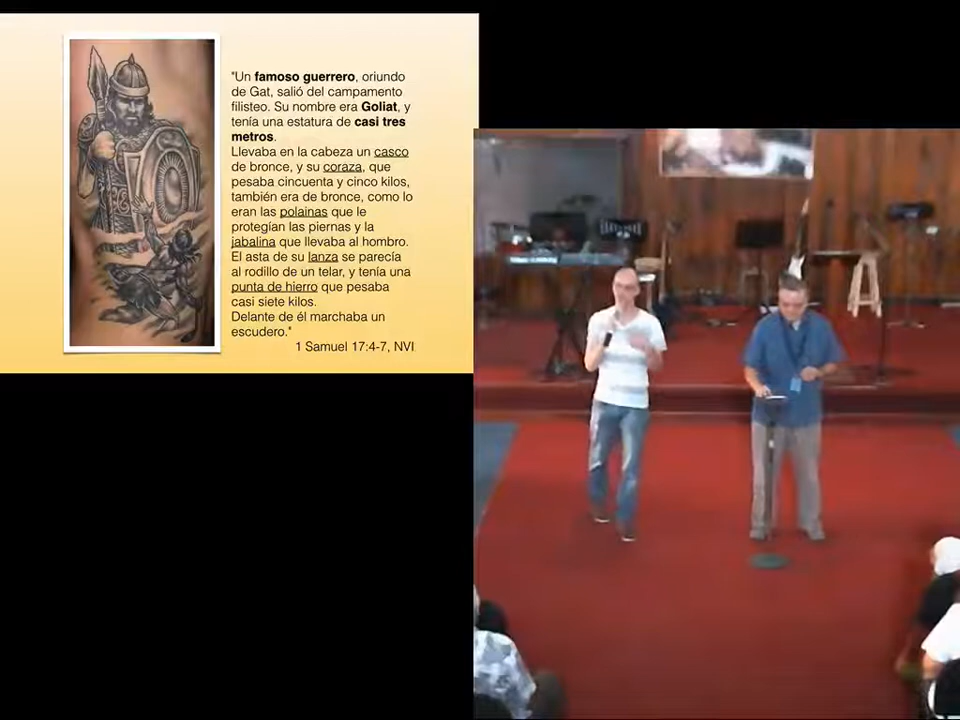 "Un famoso guerrero, oriundo
de Gat, salió del campamento
filisteo. Su nombre era Goliat, y
tenía una estatura de casi tres
metros.
Llevaba en la cabeza un casco
de bronce, y su coraza, que
pesaba cincuenta y cinco kilos,
también era de bronce, como lo
eran las polainas que le
protegían las piernas y la
jabalina que llevaba al hombro.
El asta de su lanza se parecía
al rodillo de un telar, y tenía una
punta de hierro que pesaba
casi siete kilos.
Delante de él marchaba un
escudero."
1 Samuel 17:4-7, NVI